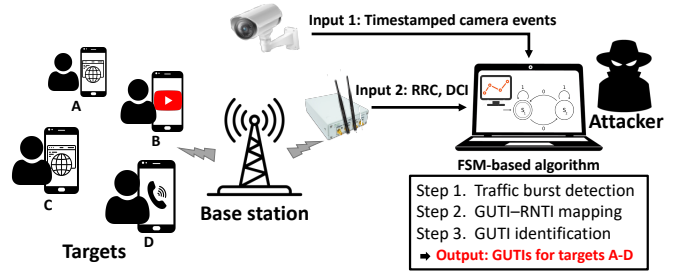 Input 1: Timestamped camera events
Input 2: RRC, DCI
A
B
C
D
Targets
Base station
Attacker
FSM-based algorithm
Step 1. Traffic burst detection
Step 2. GUTI–RNTI mapping
Step 3. GUTI identification
➡ Output: GUTIs for targets A-D